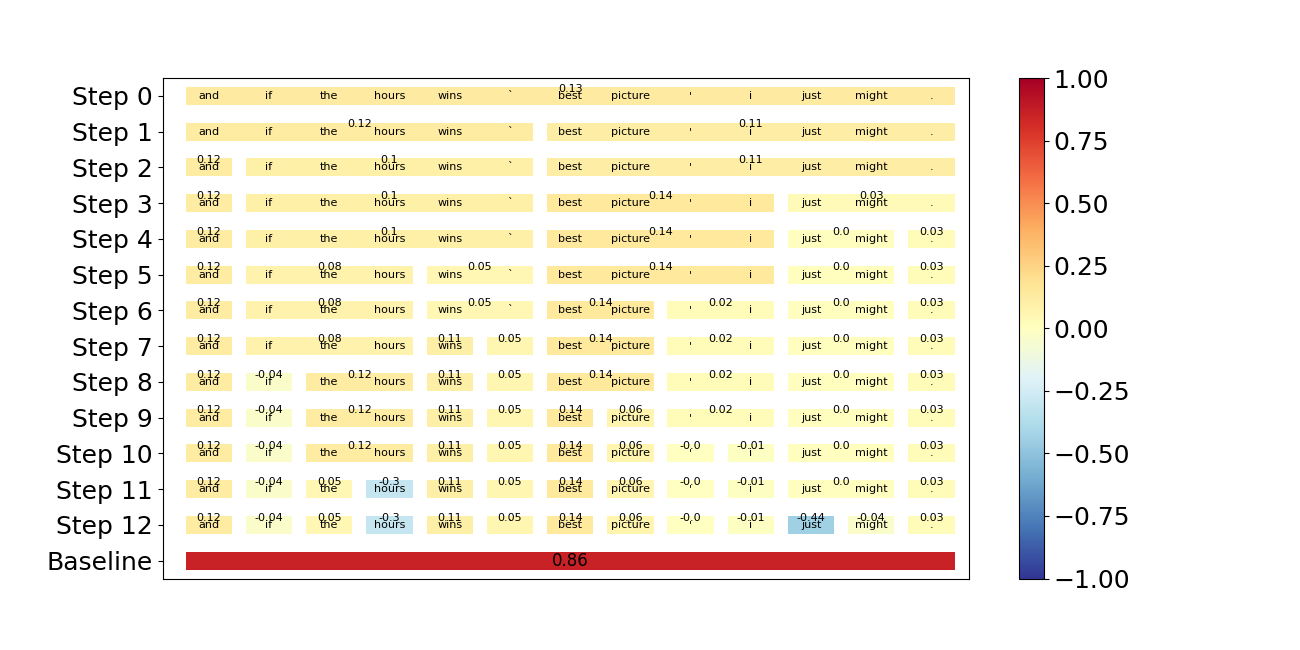 Step 0 and if the hours wins ` 0.13 best picture ' i just might .
Step 1 and if the 0.12 hours wins ` best picture ' 0.11 i just might .
Step 2 0.12 and if the 0.1 hours wins ` best picture ' 0.11 i just might .
Step 3 0.12 and if the 0.1 hours wins ` best picture 0.14 ' i just 0.03 might .
Step 4 0.12 and if the 0.1 hours wins ` best picture 0.14 ' i just 0.0 might 0.03 .
Step 5 0.12 and if 0.08 the hours wins 0.05 ` best picture 0.14 ' i just 0.0 might 0.03 .
Step 6 0.12 and if 0.08 the hours wins 0.05 ` best 0.14 picture ' 0.02 i just 0.0 might 0.03 .
Step 7 0.12 and if 0.08 the hours 0.11 wins 0.05 ` best 0.14 picture ' 0.02 i just 0.0 might 0.03 .
Step 8 0.12 and -0.04 if the 0.12 hours 0.11 wins 0.05 ` best 0.14 picture ' 0.02 i just 0.0 might 0.03 .
Step 9 0.12 and -0.04 if the 0.12 hours 0.11 wins 0.05 ` 0.14 best 0.06 picture ' 0.02 i just 0.0 might 0.03 .
Step 10 0.12 and -0.04 if the 0.12 hours 0.11 wins 0.05 ` 0.14 best 0.06 picture -0.0 ' -0.01 i just 0.0 might 0.03 .
Step 11 0.12 and -0.04 if 0.05 the -0.3 hours 0.11 wins 0.05 ` 0.14 best 0.06 picture -0.0 ' -0.01 i just 0.0 might 0.03 .
Step 12 0.12 and -0.04 if 0.05 the -0.3 hours 0.11 wins 0.05 ` 0.14 best 0.06 picture -0.0 ' -0.01 i -0.44 just -0.04 might 0.03 .
Baseline 0.86
1.00
0.75
0.50
0.25
0.00
−0.25
−0.50
−0.75
−1.00